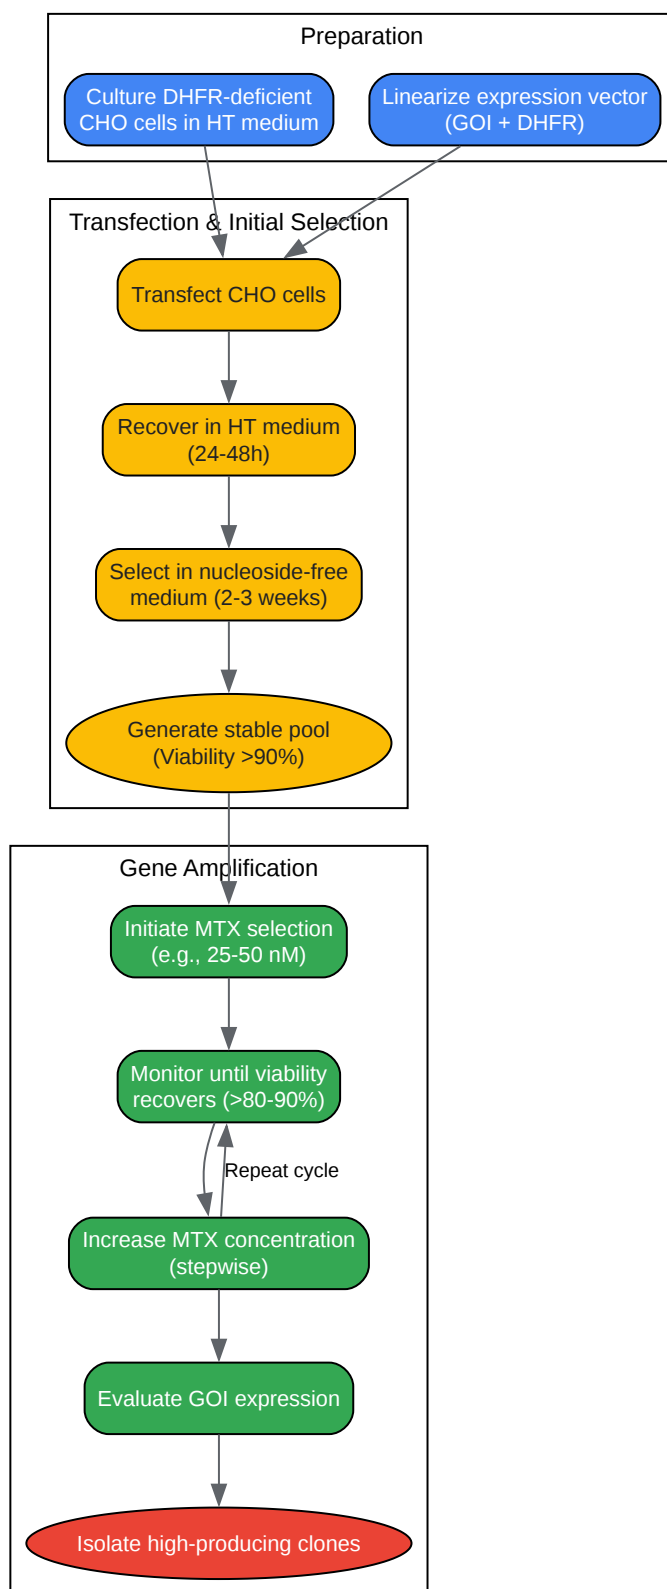 Preparation
Culture DHFR-deficient
CHO cells in HT medium
Linearize expression vector
(GOI + DHFR)
Transfection & Initial Selection
Transfect CHO cells
Recover in HT medium
(24-48h)
Select in nucleoside-free
medium (2-3 weeks)
Generate stable pool
(Viability >90%)
Gene Amplification
Initiate MTX selection
(e.g., 25-50 nM)
Monitor until viability
recovers (>80-90%)
Repeat cycle
Increase MTX concentration
(stepwise)
Evaluate GOI expression
Isolate high-producing clones